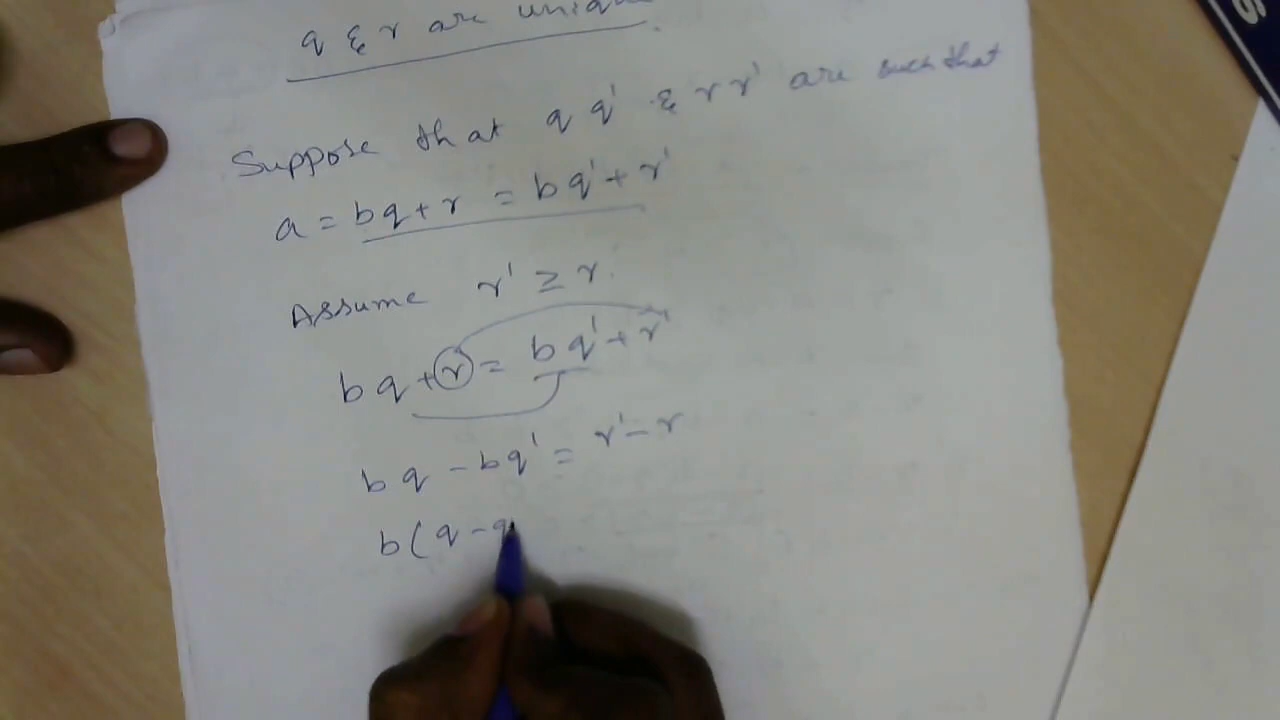 q & r are
Suppose that q q' & r r' are such that
a = bq + r = bq' + r'
Assume r' ≥ r.
bq + r = bq' + r'
bq - bq' = r' - r
b(q - q